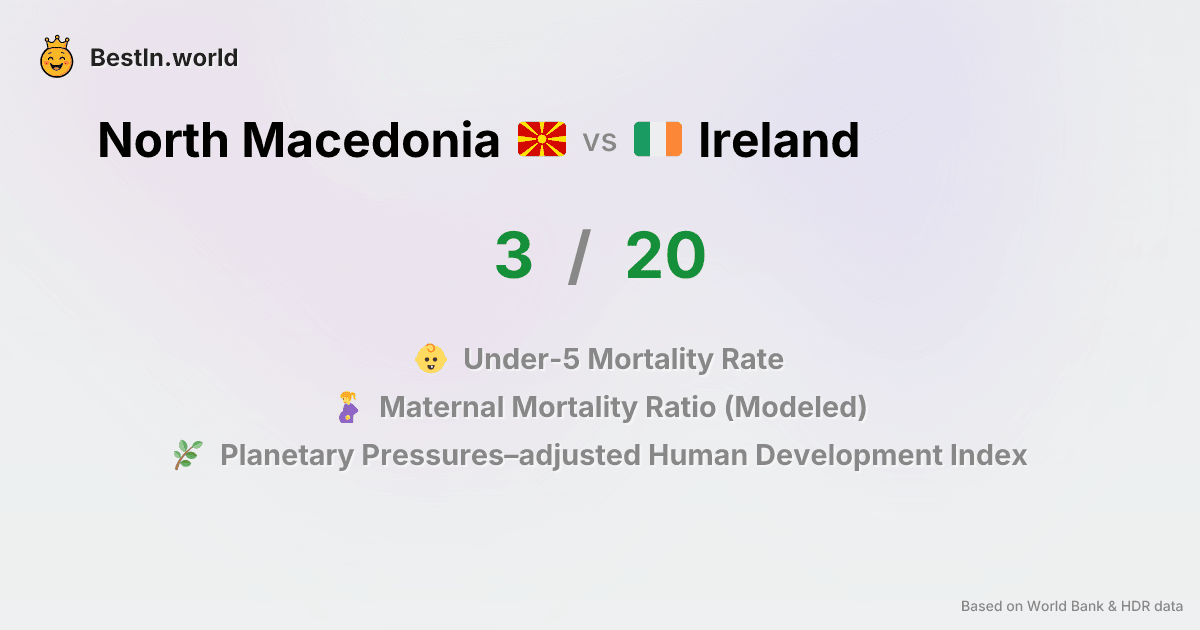 BestIn.world
North Macedonia vs Ireland
3 / 20
Under-5 Mortality Rate
Maternal Mortality Ratio (Modeled)
Planetary Pressures–adjusted Human Development Index
Based on World Bank & HDR data